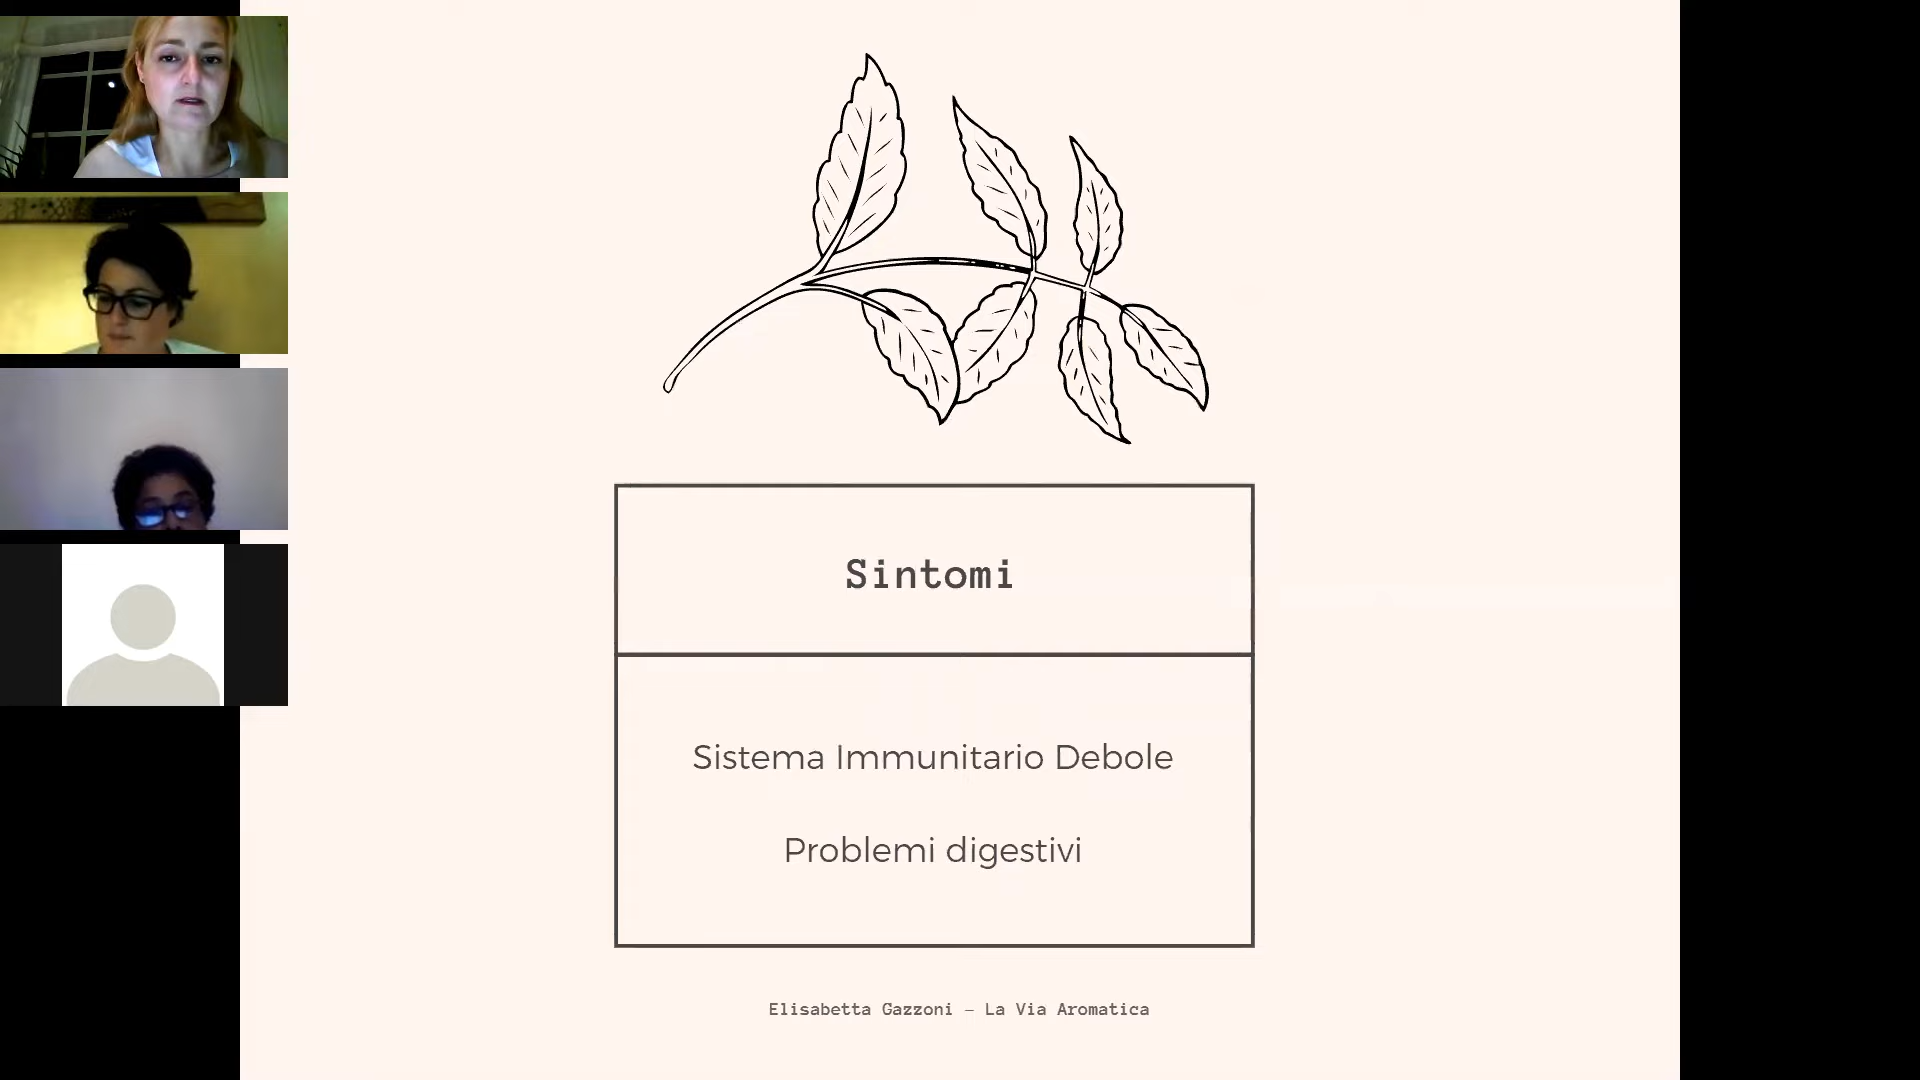 Sintomi
Sistema Immunitario Debole
Problemi digestivi
Elisabetta Gazzoni - La Via Aromatica